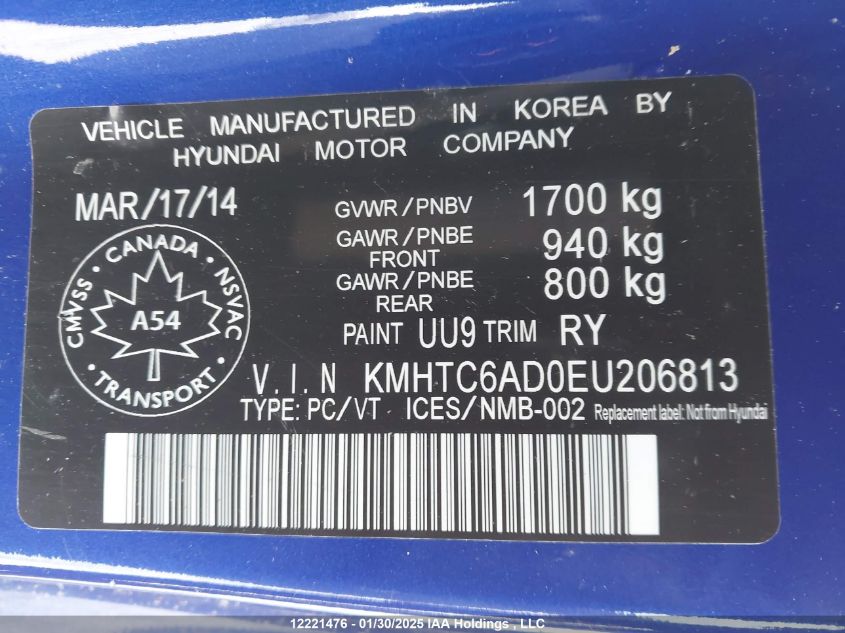 VEHICLE MANUFACTURED IN KOREA BY
HYUNDAI MOTOR COMPANY
MAR/17/14
GVWR/PNBV 1700 kg
GAWR/PNBE FRONT 940 kg
GAWR/PNBE REAR 800 kg
CMVSS • CANADA • NSVAC • TRANSPORT •
A54
PAINT UU9 TRIM RY
V.I.N KMHTC6AD0EU206813
TYPE: PC/VT ICES/NMB-002 Replacement label: Not from Hyundai
12221476 - 01/30/2025 IAA Holdings, LLC